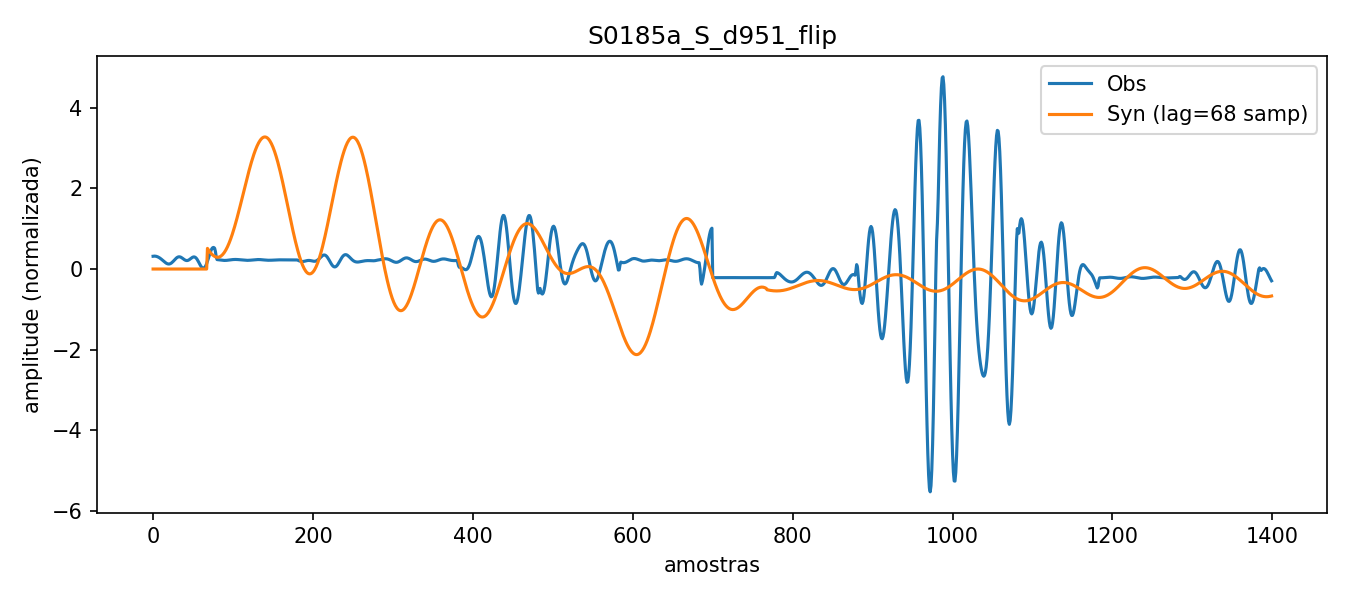 S0185a_S_d951_flip
Obs
Syn (lag=68 samp)
amplitude (normalizada)
4
2
0
−2
−4
−6
0 200 400 600 800 1000 1200 1400
amostras